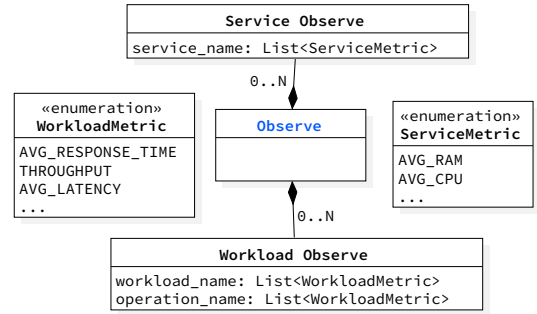 Service Observe
service_name: List<ServiceMetric>
0..N
«enumeration»
WorkloadMetric
AVG_RESPONSE_TIME
THROUGHPUT
AVG_LATENCY
...
Observe
«enumeration»
ServiceMetric
AVG_RAM
AVG_CPU
...
0..N
Workload Observe
workload_name: List<WorkloadMetric>
operation_name: List<WorkloadMetric>